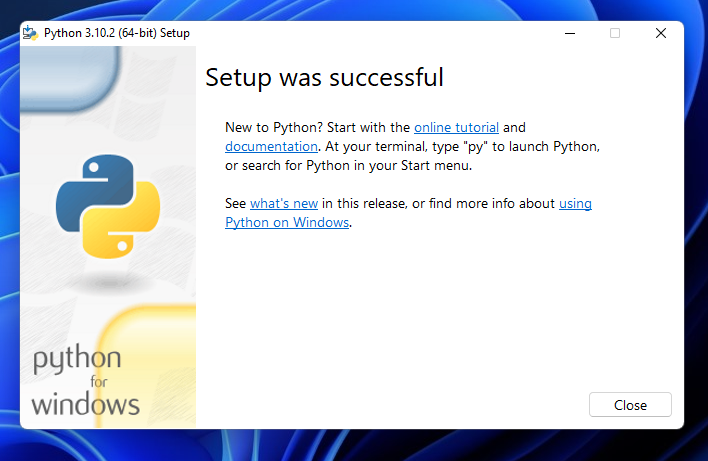 Python 3.10.2 (64-bit) Setup
Setup was successful
New to Python? Start with the online tutorial and
documentation. At your terminal, type "py" to launch Python,
or search for Python in your Start menu.
See what's new in this release, or find more info about using
Python on Windows.
python
for
windows
Close